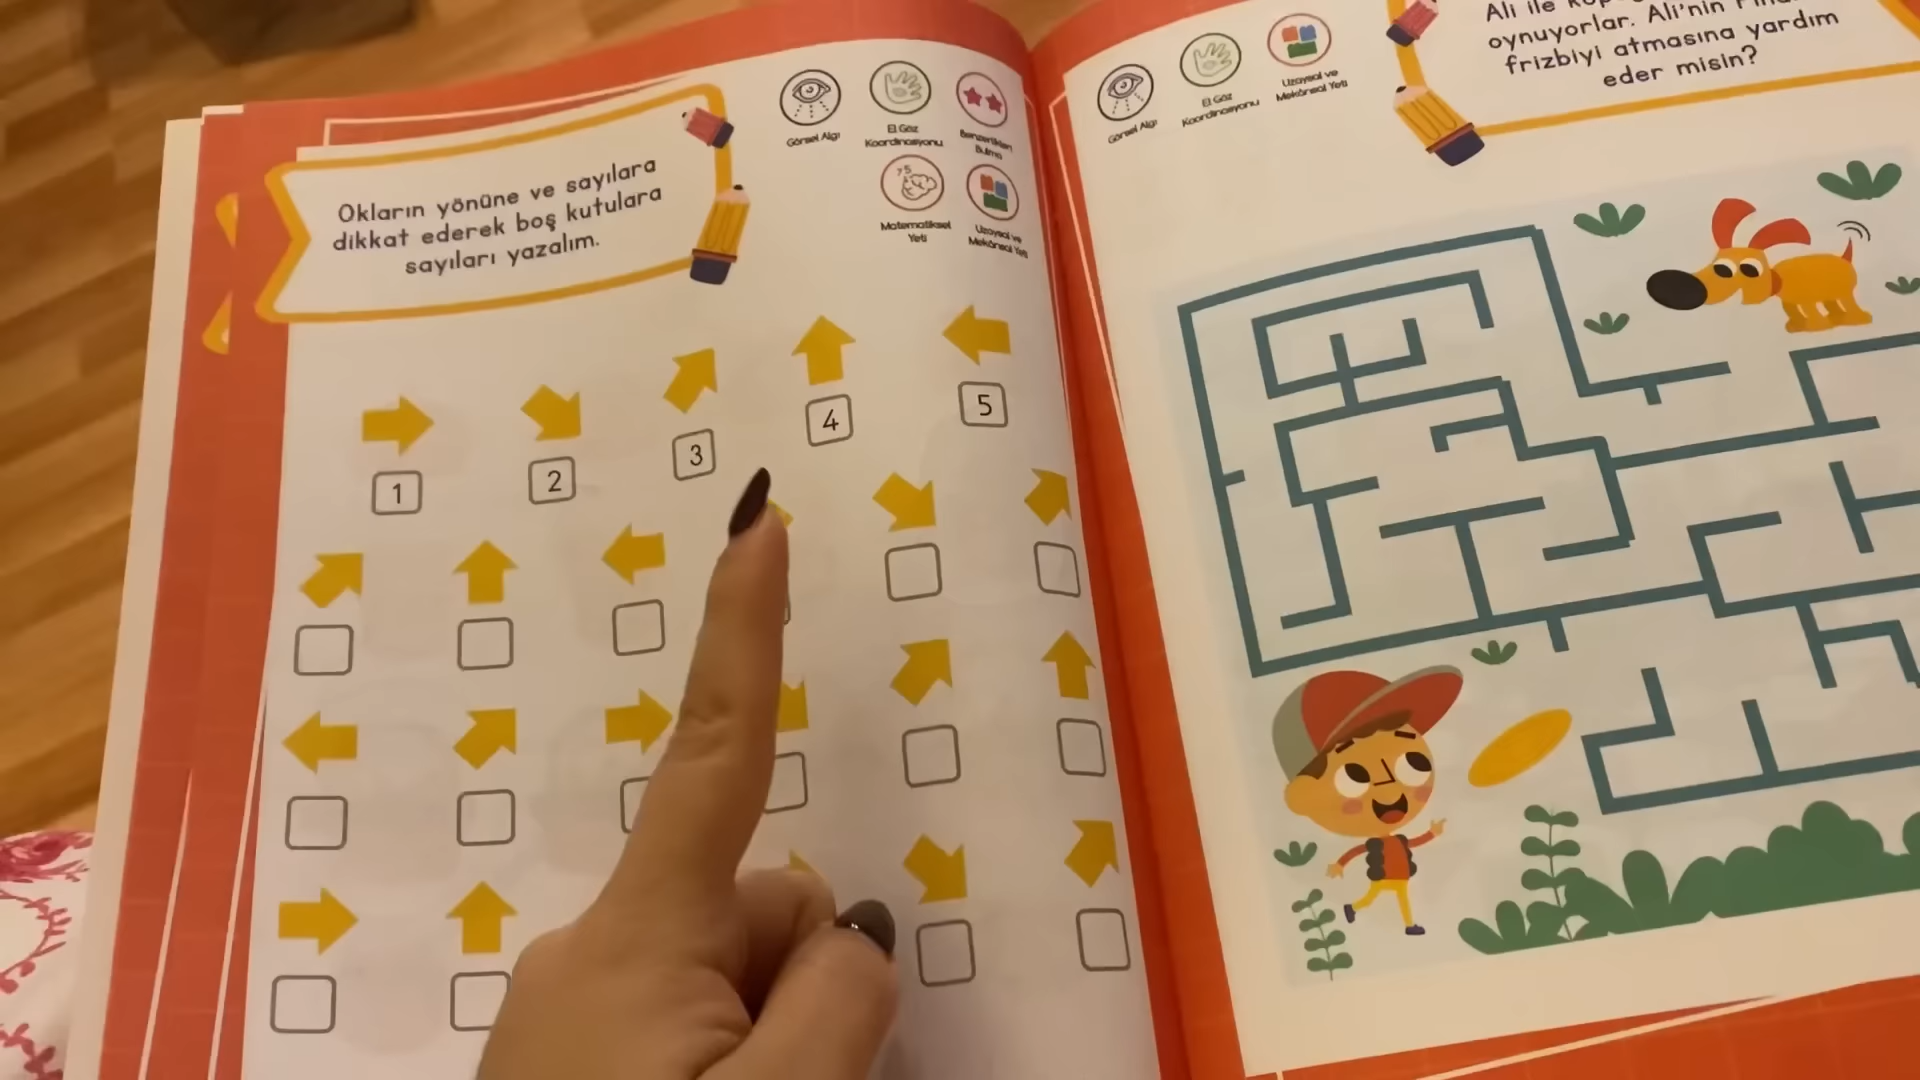 Görsel Algı
El Göz
Koordinasyonu
Benzerlikleri
Bulma
Matematiksel
Yeti
Uzaysal ve
Mekânsal Yeti
Okların yönüne ve sayılara
dikkat ederek boş kutulara
sayıları yazalım.
1
2
3
4
5
Görsel Algı
El Göz
Koordinasyonu
Uzaysal ve
Mekânsal Yeti
Ali ile
oynuyorlar. Ali'nin
frizbiyi atmasına yardım
eder misin?